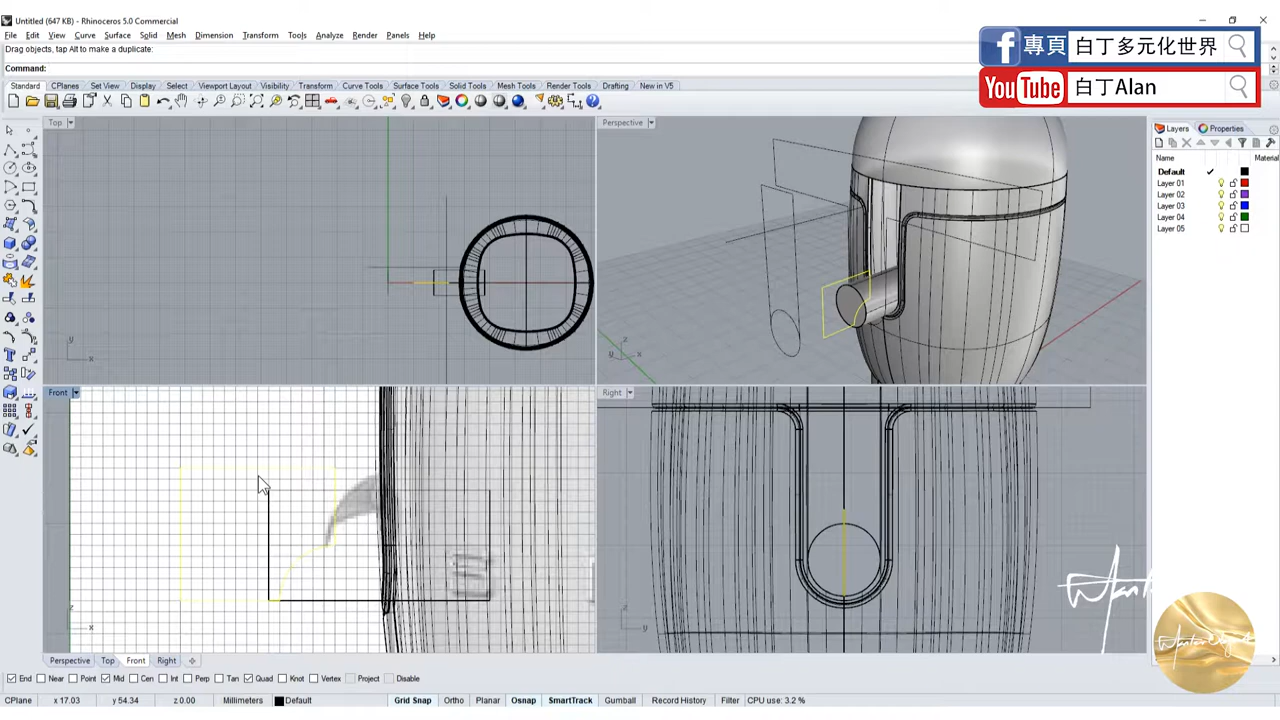 Untitled (647 KB) - Rhinoceros 5.0 Commercial
File Edit View Curve Surface Solid Mesh Dimension Transform Tools Analyze Render Panels Help
Drag objects, tap Alt to make a duplicate:
Command:
專頁 白丁多元化世界
YouTube 白丁Alan
Standard CPlanes Set View Display Select Viewport Layout Visibility Transform Curve Tools Surface Tools Solid Tools Mesh Tools Render Tools Drafting New in V5
Top
Perspective
Layers Properties
Name Material
Default
Layer 01
Layer 02
Layer 03
Layer 04
Layer 05
Front
Right
y
x
z
x
y
z
x
z
y
Perspective Top Front Right
End Near Point Mid Cen Int Perp Tan Quad Knot Vertex Project Disable
CPlane x 17.03 y 54.34 z 0.00 Millimeters Default Grid Snap Ortho Planar Osnap SmartTrack Gumball Record History Filter CPU use: 3.2 %